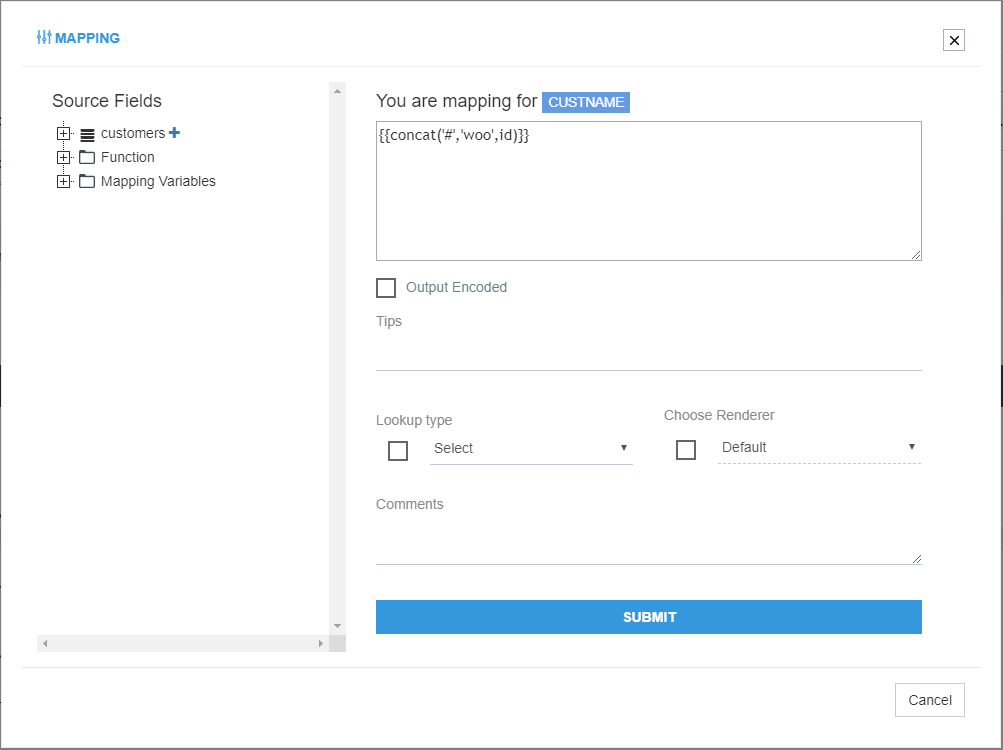 MAPPING
Source Fields
customers
Function
Mapping Variables
You are mapping for CUSTNAME
{{concat('#','woo',id)}}
Output Encoded
Tips
Lookup type
Select
Choose Renderer
Default
Comments
SUBMIT
Cancel